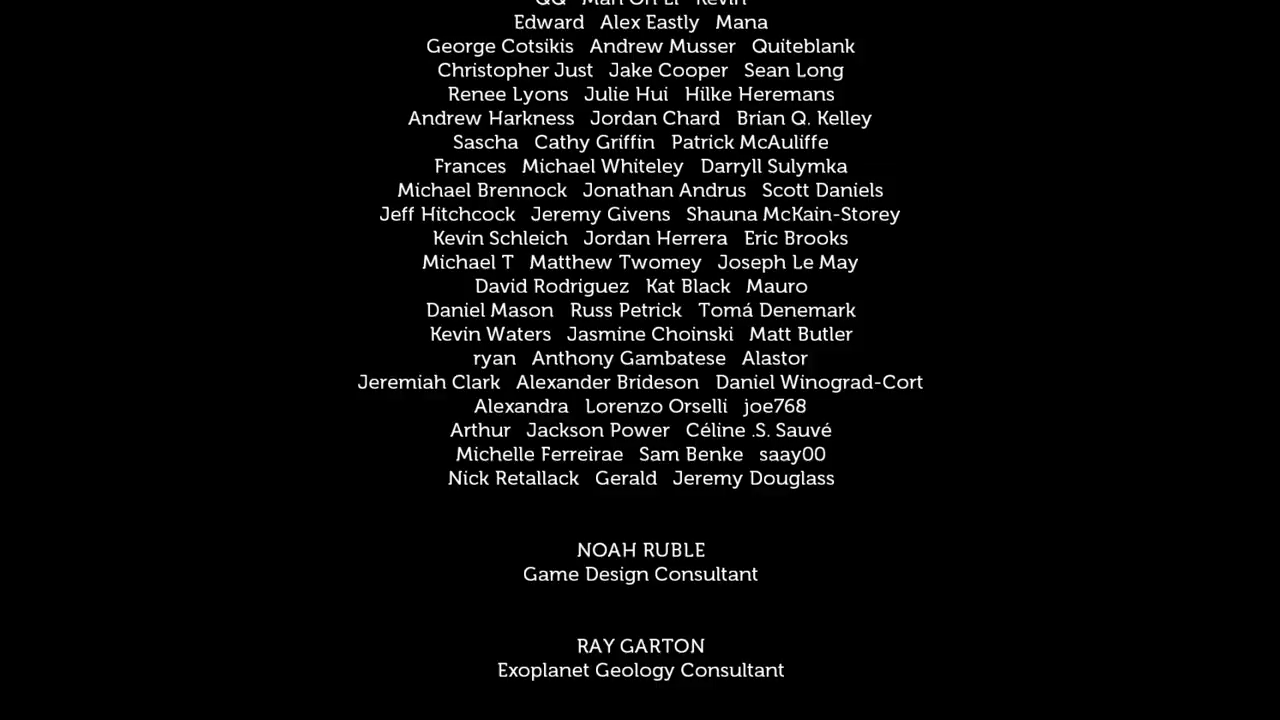 Edward Alex Eastly Mana
George Cotsikis Andrew Musser Quiteblank
Christopher Just Jake Cooper Sean Long
Renee Lyons Julie Hui Hilke Heremans
Andrew Harkness Jordan Chard Brian Q. Kelley
Sascha Cathy Griffin Patrick McAuliffe
Frances Michael Whiteley Darryll Sulymka
Michael Brennock Jonathan Andrus Scott Daniels
Jeff Hitchcock Jeremy Givens Shauna McKain-Storey
Kevin Schleich Jordan Herrera Eric Brooks
Michael T Matthew Twomey Joseph Le May
David Rodriguez Kat Black Mauro
Daniel Mason Russ Petrick Tomá Denemark
Kevin Waters Jasmine Choinski Matt Butler
ryan Anthony Gambatese Alastor
Jeremiah Clark Alexander Brideson Daniel Winograd-Cort
Alexandra Lorenzo Orselli joe768
Arthur Jackson Power Céline .S. Sauvé
Michelle Ferreirae Sam Benke saay00
Nick Retallack Gerald Jeremy Douglass
NOAH RUBLE
Game Design Consultant
RAY GARTON
Exoplanet Geology Consultant